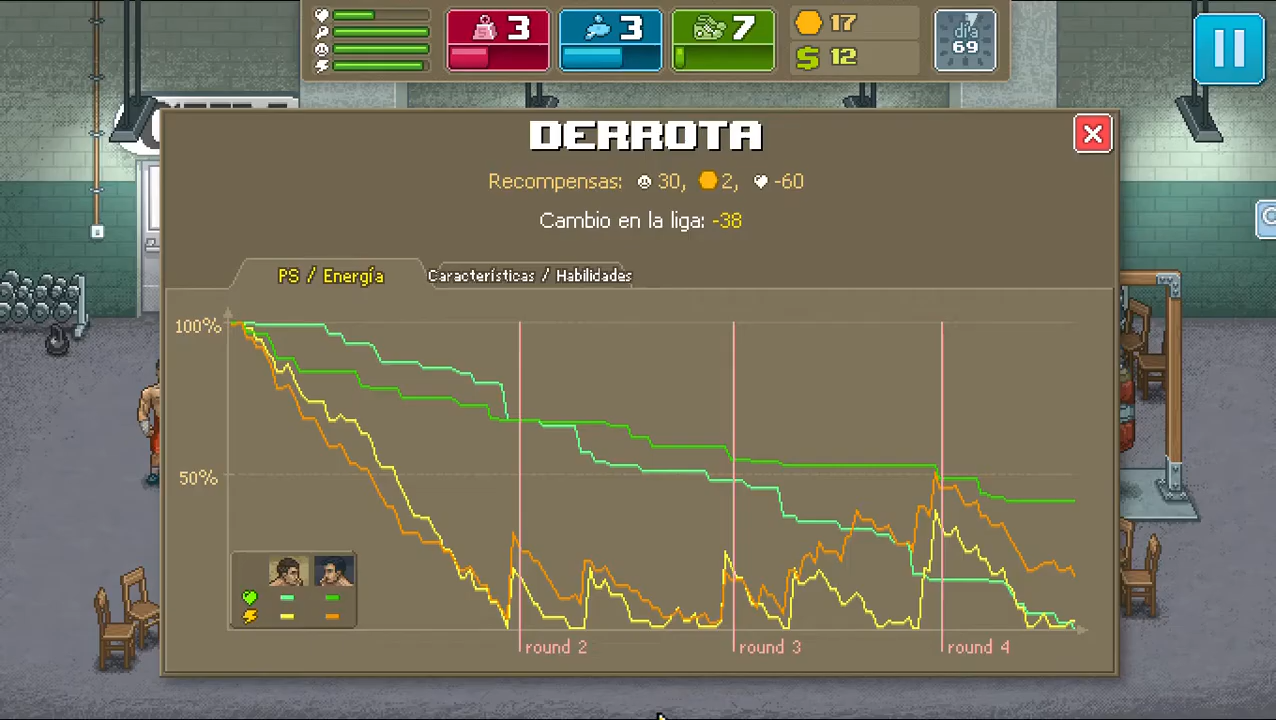 3
3
7
17
$ 12
día
69
DERROTA
Recompensas: 30, 2, -60
Cambio en la liga: -38
PS / Energía
Características / Habilidades
100%
50%
round 2
round 3
round 4